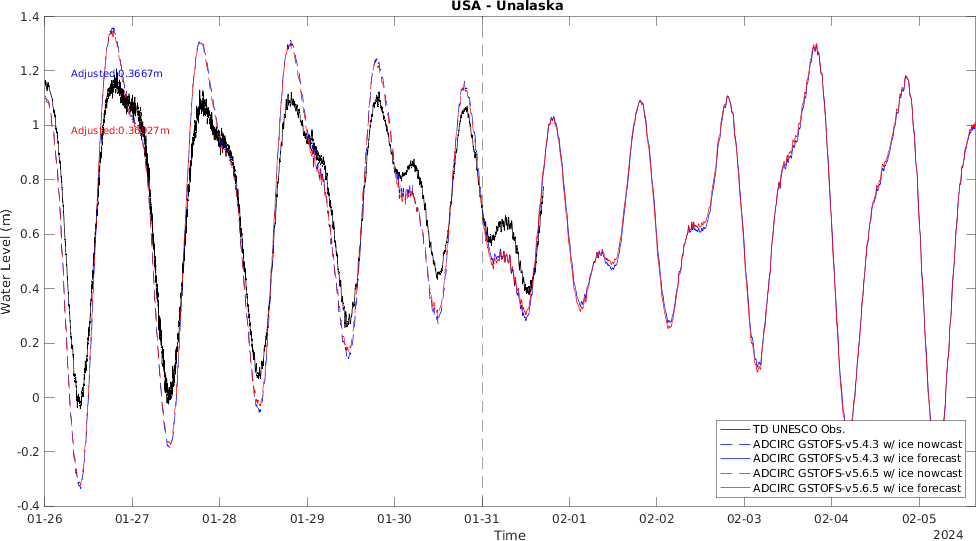 USA - Unalaska
1.4
1.2
1
0.8
0.6
0.4
0.2
0
-0.2
-0.4
Water Level (m)
Adjusted:0.3667m
Adjusted:0.36927m
TD UNESCO Obs.
ADCIRC GSTOFS-v5.4.3 w/ ice nowcast
ADCIRC GSTOFS-v5.4.3 w/ ice forecast
ADCIRC GSTOFS-v5.6.5 w/ ice nowcast
ADCIRC GSTOFS-v5.6.5 w/ ice forecast
01-26 01-27 01-28 01-29 01-30 01-31 02-01 02-02 02-03 02-04 02-05
Time
2024